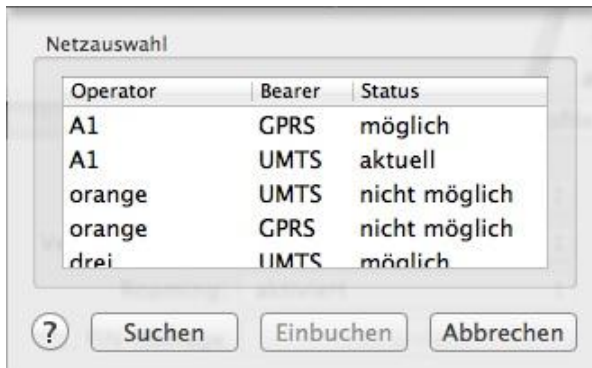 Netzauswahl
Operator Bearer Status
A1 GPRS möglich
A1 UMTS aktuell
orange UMTS nicht möglich
orange GPRS nicht möglich
drei UMTS möglich
? Suchen Einbuchen Abbrechen